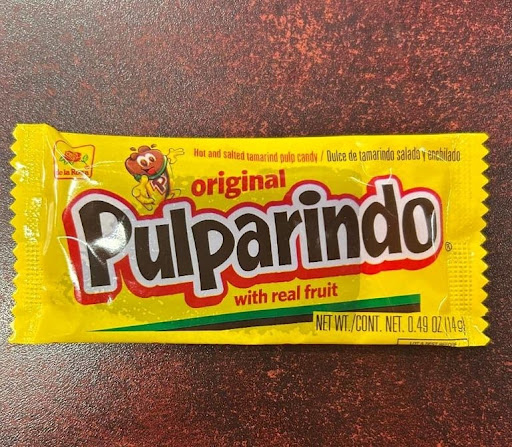 de la Rosa
Hot and salted tamarind pulp candy / Dulce de tamarindo salado y enchilado
original
Pulparindo®
with real fruit
NET WT./CONT. NET. 0.49 OZ (14g)